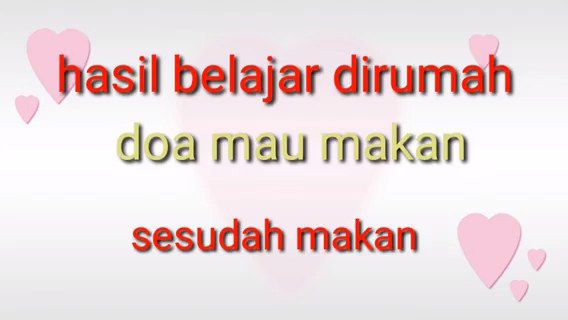 hasil belajar dirumah
doa mau makan
sesudah makan